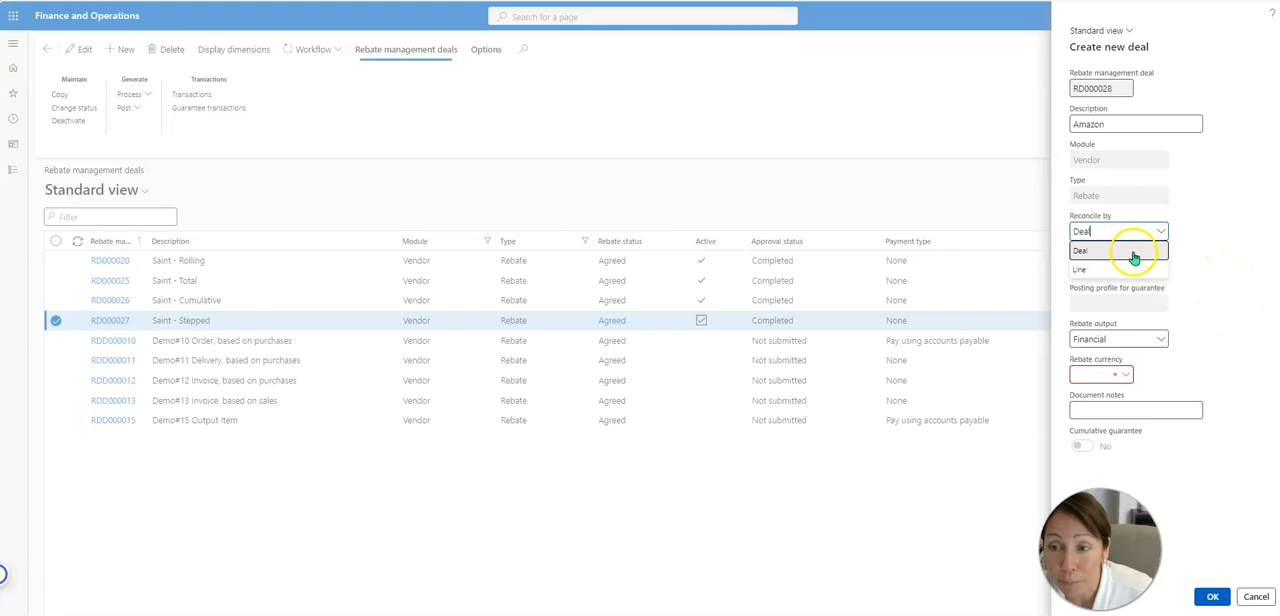 Finance and Operations
Search for a page
?
Edit
New
Delete
Display dimensions
Workflow
Rebate management deals
Options
Maintain
Generate
Transactions
Copy
Process
Transactions
Change status
Post
Guarantee transactions
Deactivate
Rebate management deals
Standard view
Filter
Rebate ma... Description Module Type Rebate status Active Approval status Payment type
RD000020 Saint - Rolling Vendor Rebate Agreed Completed None
RD000025 Saint - Total Vendor Rebate Agreed Completed None
RD000026 Saint - Cumulative Vendor Rebate Agreed Completed None
RD000027 Saint - Stepped Vendor Rebate Agreed Completed None
RDD000010 Demo#10 Order, based on purchases Vendor Rebate Agreed Not submitted Pay using accounts payable
RDD000011 Demo#11 Delivery, based on purchases Vendor Rebate Agreed Not submitted None
RDD000012 Demo#12 Invoice, based on purchases Vendor Rebate Agreed Not submitted None
RDD000013 Demo#13 Invoice, based on sales Vendor Rebate Agreed Not submitted None
RDD000015 Demo#15 Output Item Vendor Rebate Agreed Not submitted Pay using accounts payable
Standard view
Create new deal
Rebate management deal
RD000028
Description
Amazon
Module
Vendor
Type
Rebate
Reconcile by
Deal
Deal
Line
Posting profile for guarantee
Rebate output
Financial
Rebate currency
*
Document notes
Cumulative guarantee
No
OK
Cancel